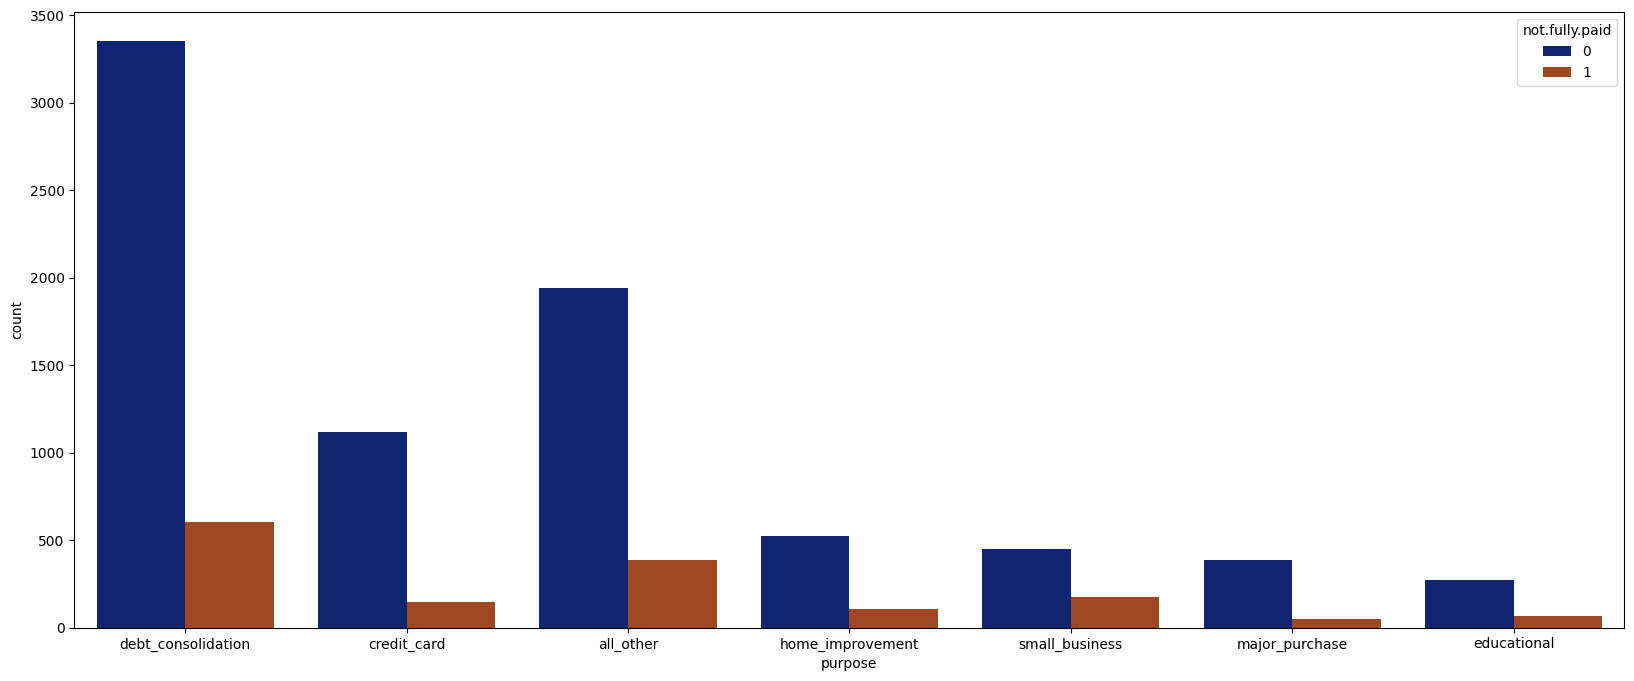 3500
3000
2500
2000
1500
1000
500
0
count
not.fully.paid
0
1
debt_consolidation credit_card all_other home_improvement small_business major_purchase educational
purpose